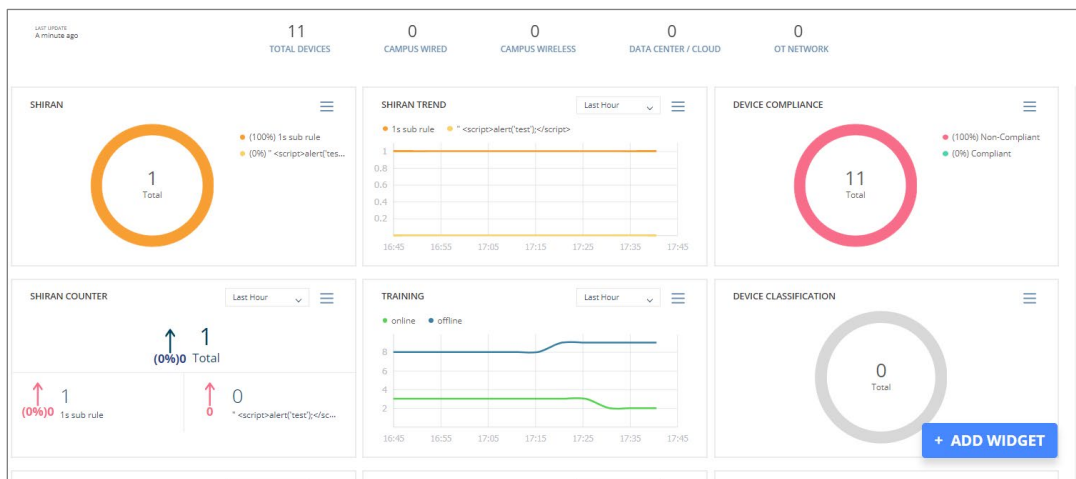 LAST UPDATE
A minute ago
11
TOTAL DEVICES
0
CAMPUS WIRED
0
CAMPUS WIRELESS
0
DATA CENTER / CLOUD
0
OT NETWORK
SHIRAN
(100%) 1s sub rule
(0%) " <script>alert('tes...
1
Total
SHIRAN TREND
Last Hour
1s sub rule
" <script>alert('test');</script>
1
0.8
0.6
0.4
0.2
16:45 16:55 17:05 17:15 17:25 17:35 17:45
DEVICE COMPLIANCE
(100%) Non-Compliant
(0%) Compliant
11
Total
SHIRAN COUNTER
Last Hour
1
(0%)0 Total
1
(0%)0 1s sub rule
0
0 " <script>alert('test');</sc...
TRAINING
Last Hour
online offline
8
6
4
2
16:45 16:55 17:05 17:15 17:25 17:35 17:45
DEVICE CLASSIFICATION
0
Total
+ ADD WIDGET